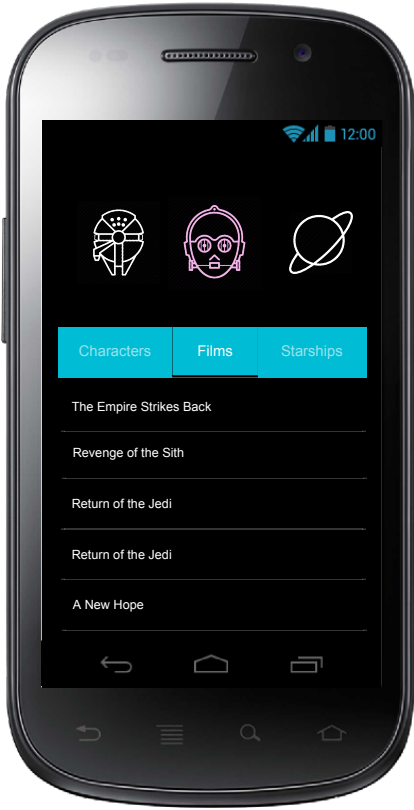 12:00
Characters Films Starships
The Empire Strikes Back
Revenge of the Sith
Return of the Jedi
Return of the Jedi
A New Hope